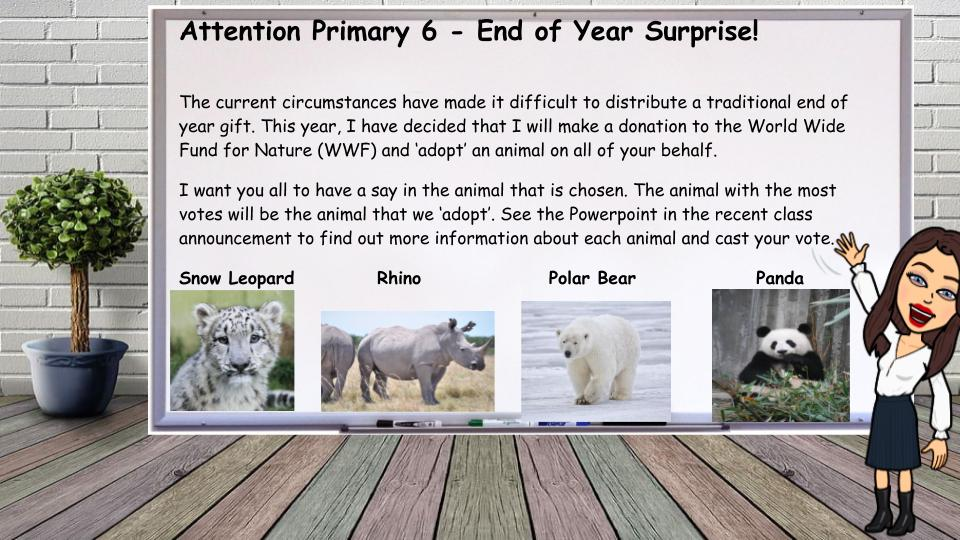 Attention Primary 6 - End of Year Surprise!
The current circumstances have made it difficult to distribute a traditional end of
year gift. This year, I have decided that I will make a donation to the World Wide
Fund for Nature (WWF) and ‘adopt’ an animal on all of your behalf.
I want you all to have a say in the animal that is chosen. The animal with the most
votes will be the animal that we ‘adopt’. See the Powerpoint in the recent class
announcement to find out more information about each animal and cast your vote.
Snow Leopard Rhino Polar Bear Panda